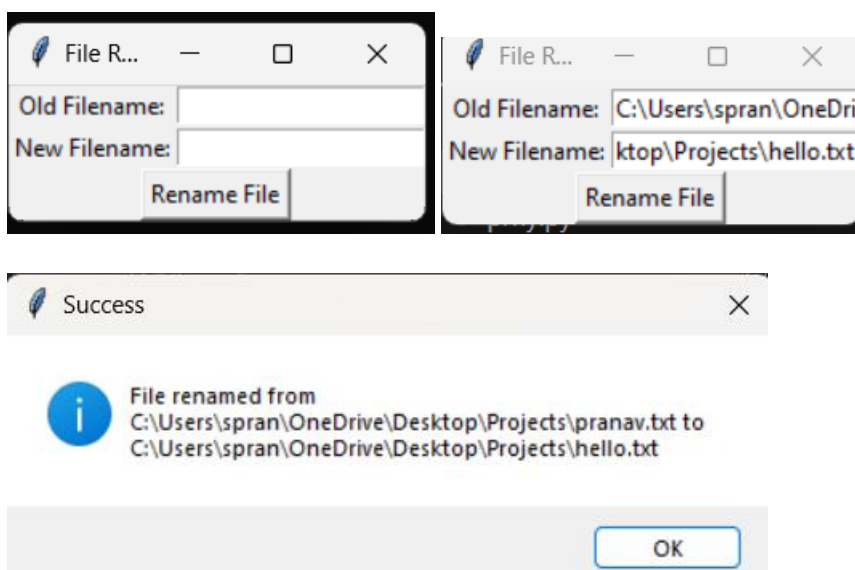 File R...
Old Filename:
New Filename:
Rename File
File R...
Old Filename: C:\Users\spran\OneDri
New Filename: ktop\Projects\hello.txt
Rename File
Success
File renamed from
C:\Users\spran\OneDrive\Desktop\Projects\pranav.txt to
C:\Users\spran\OneDrive\Desktop\Projects\hello.txt
OK